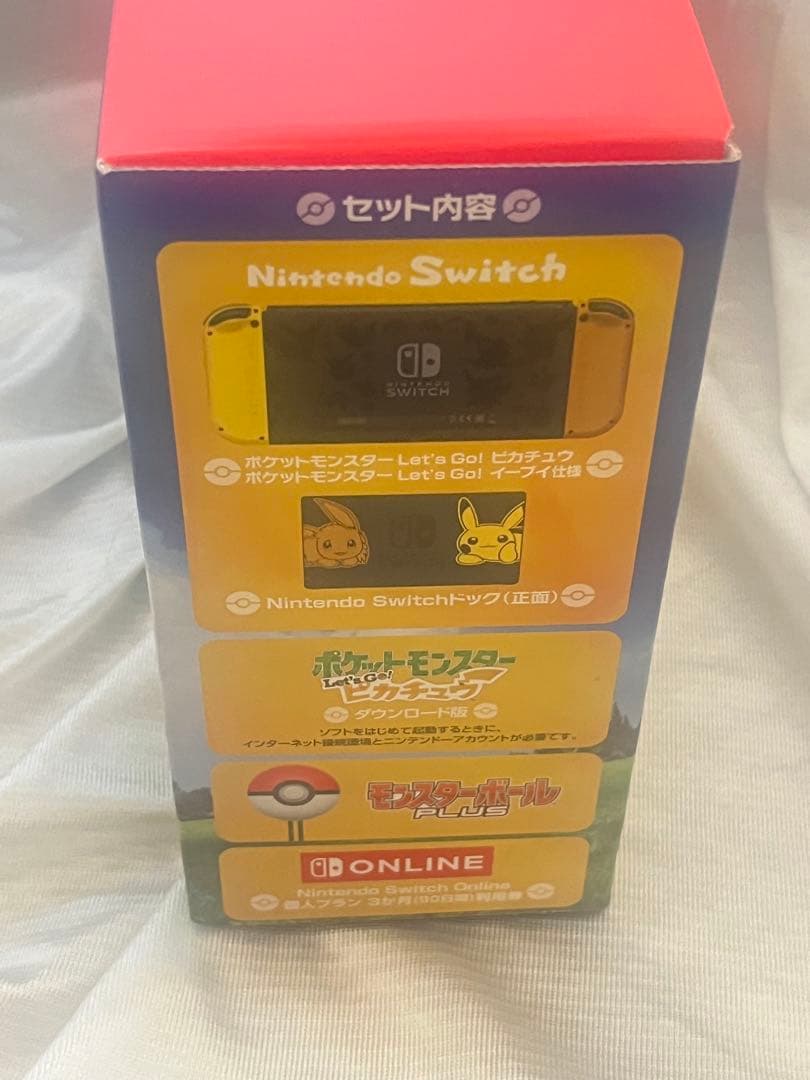 セット内容
Nintendo Switch
NINTENDO
SWITCH
ポケットモンスター Let's Go! ピカチュウ
ポケットモンスター Let's Go! イーブイ仕様
Nintendo Switchドック(正面)
ポケットモンスター
Let's Go!
ピカチュウ
ダウンロード版
ソフトをはじめて起動するときに、
インターネット接続環境とニンテンドーアカウントが必要です。
モンスターボール
PLUS
ONLINE
Nintendo Switch Online
個人プラン 3か月(90日間)利用券